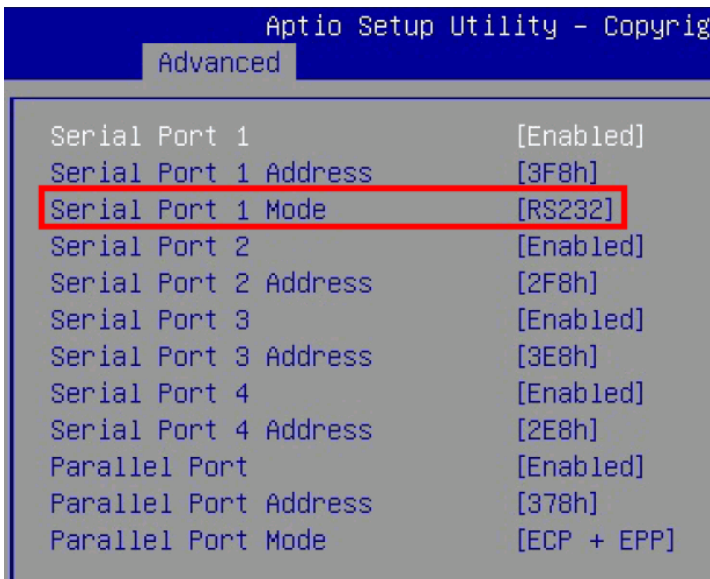 Aptio Setup Utility – Copyrig
Advanced
Serial Port 1 [Enabled]
Serial Port 1 Address [3F8h]
Serial Port 1 Mode [RS232]
Serial Port 2 [Enabled]
Serial Port 2 Address [2F8h]
Serial Port 3 [Enabled]
Serial Port 3 Address [3E8h]
Serial Port 4 [Enabled]
Serial Port 4 Address [2E8h]
Parallel Port [Enabled]
Parallel Port Address [378h]
Parallel Port Mode [ECP + EPP]